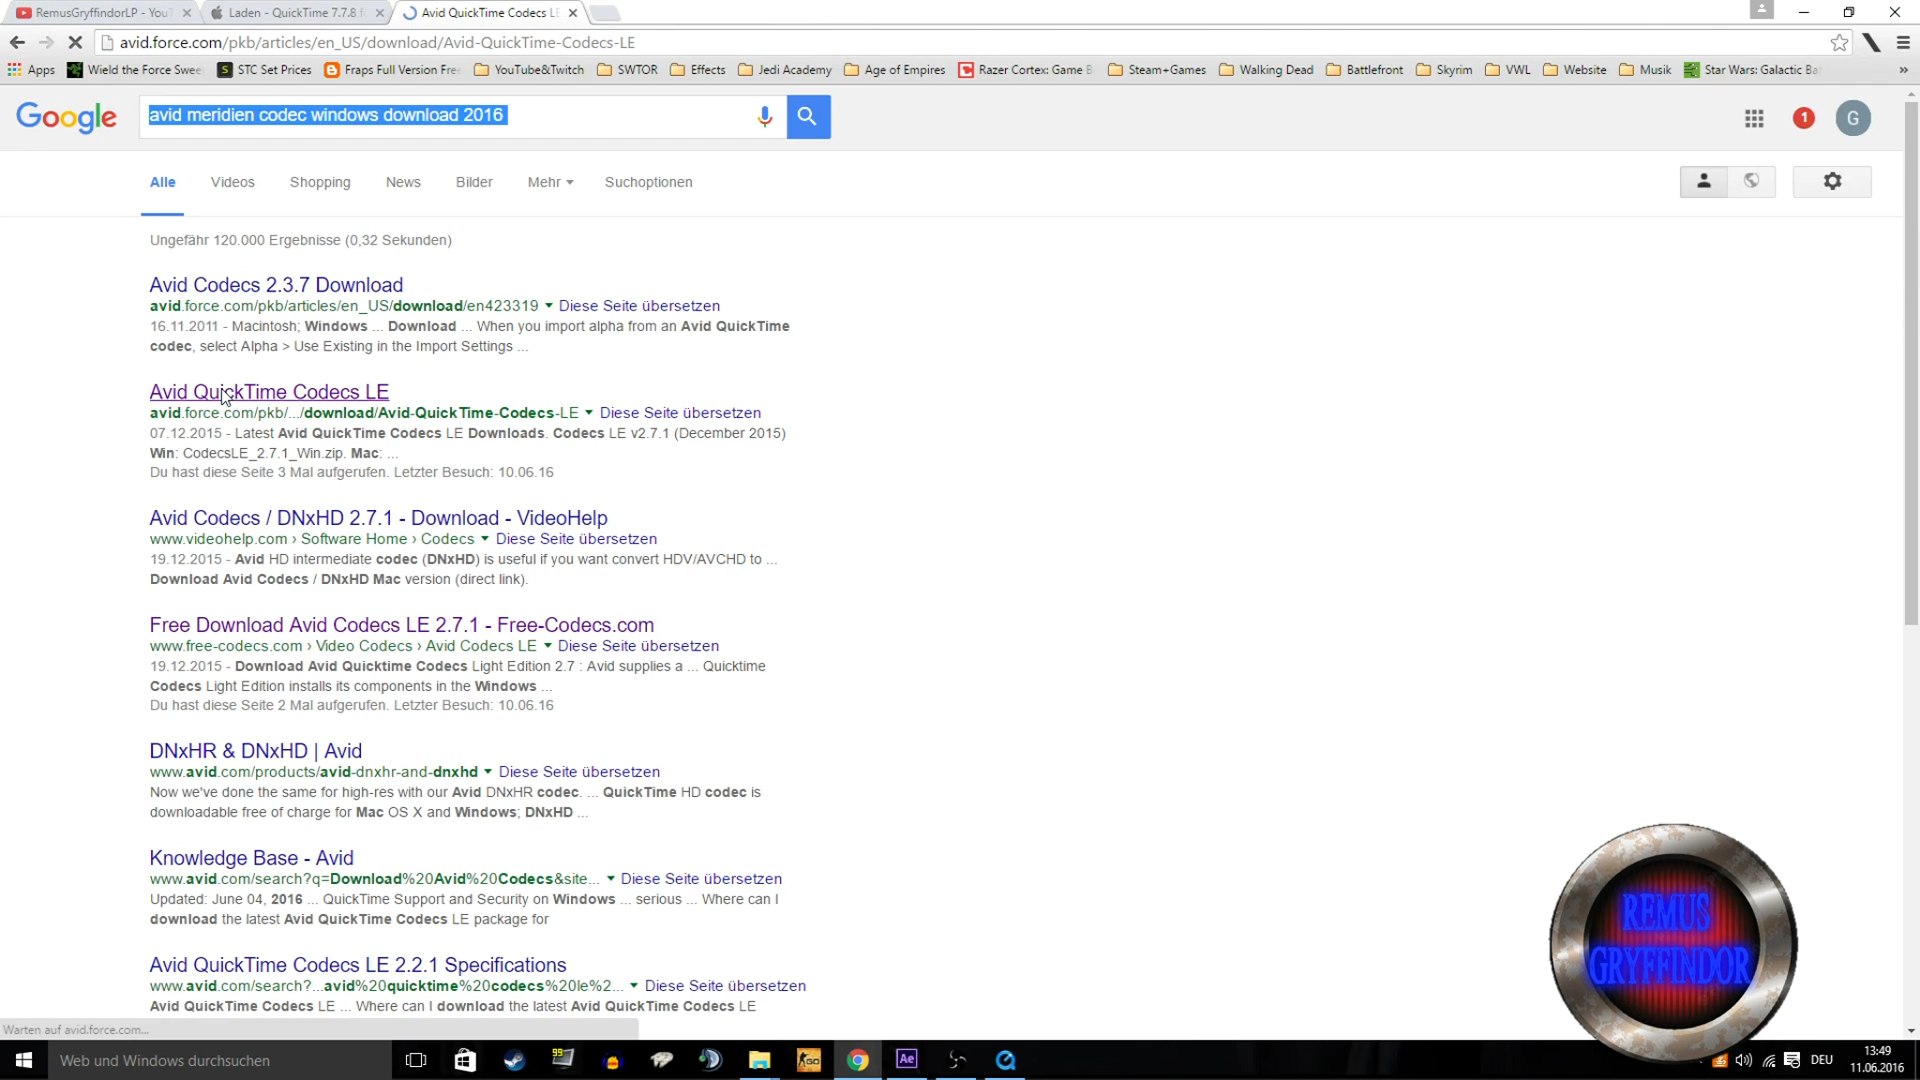 RemusGryffindorLP - YouT
Laden - QuickTime 7.7.8 f
Avid QuickTime Codecs LE
avid.force.com/pkb/articles/en_US/download/Avid-QuickTime-Codecs-LE
Apps
Wield the Force Swee
STC Set Prices
Fraps Full Version Fre
YouTube&Twitch
SWTOR
Effects
Jedi Academy
Age of Empires
Razer Cortex: Game B
Steam+Games
Walking Dead
Battlefront
Skyrim
VWL
Website
Musik
Star Wars: Galactic Ba
»
Google
avid meridien codec windows download 2016
1
G
Alle
Videos
Shopping
News
Bilder
Mehr
Suchoptionen
Ungefähr 120.000 Ergebnisse (0,32 Sekunden)
Avid Codecs 2.3.7 Download
avid.force.com/pkb/articles/en_US/download/en423319 Diese Seite übersetzen
16.11.2011 - Macintosh; Windows ... Download ... When you import alpha from an Avid QuickTime
codec, select Alpha > Use Existing in the Import Settings ...
Avid QuickTime Codecs LE
avid.force.com/pkb/.../download/Avid-QuickTime-Codecs-LE Diese Seite übersetzen
07.12.2015 - Latest Avid QuickTime Codecs LE Downloads. Codecs LE v2.7.1 (December 2015)
Win: CodecsLE_2.7.1_Win.zip. Mac: ...
Du hast diese Seite 3 Mal aufgerufen. Letzter Besuch: 10.06.16
Avid Codecs / DNxHD 2.7.1 - Download - VideoHelp
www.videohelp.com › Software Home › Codecs Diese Seite übersetzen
19.12.2015 - Avid HD intermediate codec (DNxHD) is useful if you want convert HDV/AVCHD to ...
Download Avid Codecs / DNxHD Mac version (direct link).
Free Download Avid Codecs LE 2.7.1 - Free-Codecs.com
www.free-codecs.com › Video Codecs › Avid Codecs LE Diese Seite übersetzen
19.12.2015 - Download Avid Quicktime Codecs Light Edition 2.7 : Avid supplies a ... Quicktime
Codecs Light Edition installs its components in the Windows ...
Du hast diese Seite 2 Mal aufgerufen. Letzter Besuch: 10.06.16
DNxHR & DNxHD | Avid
www.avid.com/products/avid-dnxhr-and-dnxhd Diese Seite übersetzen
Now we've done the same for high-res with our Avid DNxHR codec. ... QuickTime HD codec is
downloadable free of charge for Mac OS X and Windows; DNxHD ...
Knowledge Base - Avid
www.avid.com/search?q=Download%20Avid%20Codecs&site... Diese Seite übersetzen
Updated: June 04, 2016 ... QuickTime Support and Security on Windows ... serious ... Where can I
download the latest Avid QuickTime Codecs LE package for
Avid QuickTime Codecs LE 2.2.1 Specifications
www.avid.com/search?...avid%20quicktime%20codecs%20le%2... Diese Seite übersetzen
Avid QuickTime Codecs LE ... Where can I download the latest Avid QuickTime Codecs LE
REMUS
GRYFFINDOR
Warten auf avid.force.com...
Web und Windows durchsuchen
99
GO
Ae
DEU
13:49
11.06.2016